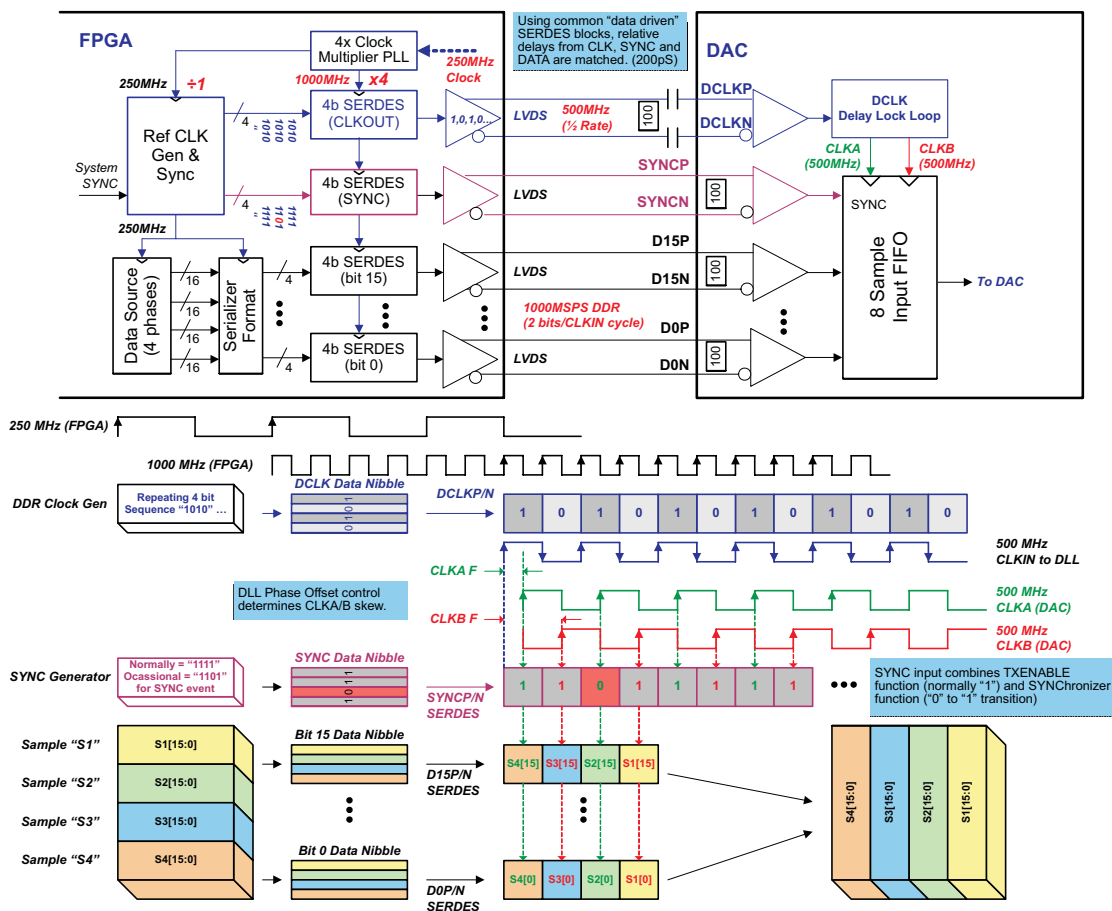 FPGA
4x Clock
Multiplier PLL
250MHz
Clock
Using common “data driven”
SERDES blocks, relative
delays from CLK, SYNC and
DATA are matched. (200pS)
DAC
250MHz
÷1
1000MHz
x4
Ref CLK
Gen &
Sync
4
1010
1010
1010
"
4b SERDES
(CLKOUT)
1,0,1,0...
LVDS
500MHz
(½ Rate)
100
DCLKP
DCLKN
DCLK
Delay Lock Loop
CLKA
(500MHz)
CLKB
(500MHz)
System
SYNC
4
1111
1101
1111
"
4b SERDES
(SYNC)
LVDS
SYNCP
SYNCN
100
SYNC
8 Sample
Input FIFO
To DAC
250MHz
Data Source
(4 phases)
16
16
16
16
Serializer
Format
4
4
4b SERDES
(bit 15)
LVDS
D15P
D15N
100
1000MSPS DDR
(2 bits/CLKIN cycle)
4b SERDES
(bit 0)
LVDS
D0P
D0N
100
250 MHz (FPGA)
1000 MHz (FPGA)
DDR Clock Gen
Repeating 4 bit
Sequence “1010” ...
DCLK Data Nibble
1
0
1
0
DCLKP/N
1 0 1 0 1 0 1 0 1 0 1 0
500 MHz
CLKIN to DLL
CLKA F
DLL Phase Offset control
determines CLKA/B skew.
500 MHz
CLKA (DAC)
CLKB F
500 MHz
CLKB (DAC)
SYNC Generator
Normally = “1111”
Ocassional = “1101”
for SYNC event
SYNC Data Nibble
1
1
0
1
SYNCP/N
SERDES
1 1 0 1 1 1 1 1
SYNC input combines TXENABLE
function (normally “1”) and SYNChronizer
function (“0” to “1” transition)
Sample “S1”
S1[15:0]
Sample “S2”
S2[15:0]
Sample “S3”
S3[15:0]
Sample “S4”
S4[15:0]
Bit 15 Data Nibble
D15P/N
SERDES
S4[15] S3[15] S2[15] S1[15]
Bit 0 Data Nibble
D0P/N
SERDES
S4[0] S3[0] S2[0] S1[0]
S4[15:0]
S3[15:0]
S2[15:0]
S1[15:0]